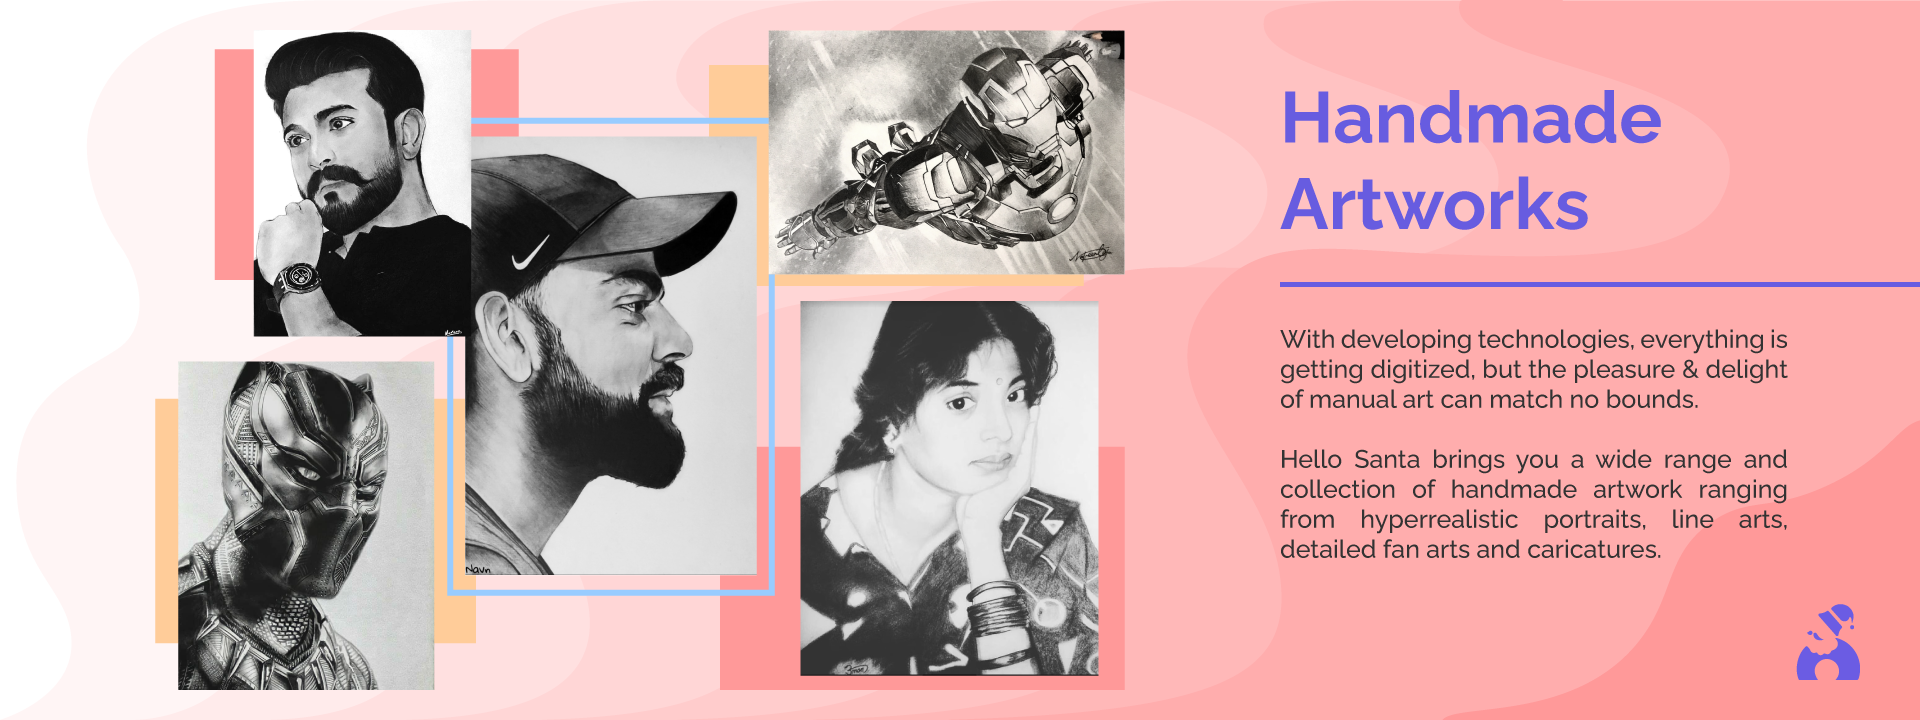 Handmade
Artworks
With developing technologies, everything is
getting digitized, but the pleasure & delight
of manual art can match no bounds.
Hello Santa brings you a wide range and
collection of handmade artwork ranging
from hyperrealistic portraits, line arts,
detailed fan arts and caricatures.
Navn